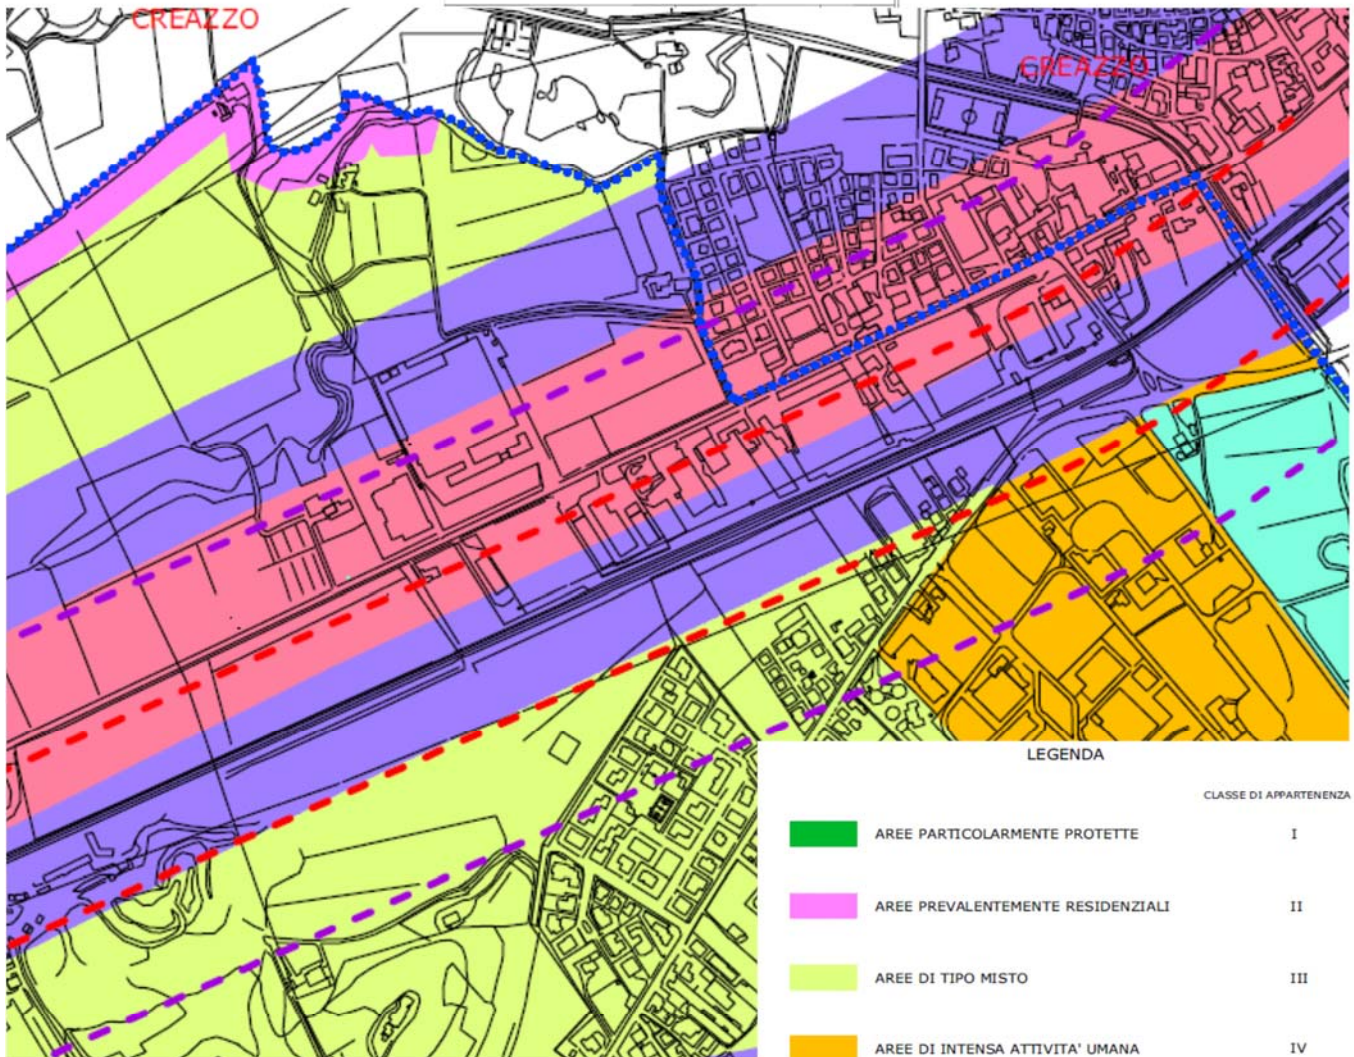 CREAZZO
CREAZZO
LEGENDA
CLASSE DI APPARTENENZA
AREE PARTICOLARMENTE PROTETTE I
AREE PREVALENTEMENTE RESIDENZIALI II
AREE DI TIPO MISTO III
AREE DI INTENSA ATTIVITA' UMANA IV